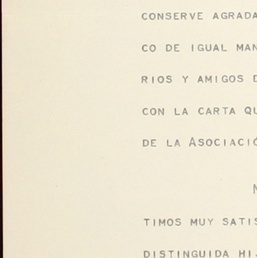 CONSERVE AGRADA
CO DE IGUAL MAN
RIOS Y AMIGOS D
CON LA CARTA QU
DE LA ASOCIACIÓ
N
TIMOS MUY SATIS
DISTINGUIDA HIJ